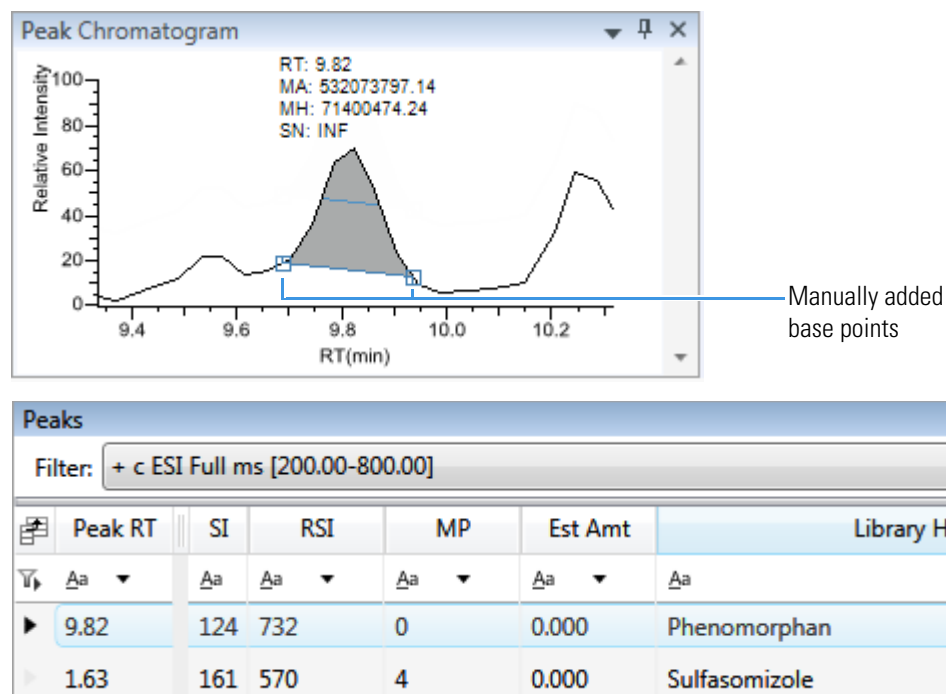 Peak Chromatogram
RT: 9.82
MA: 532073797.14
MH: 71400474.24
SN: INF
Relative Intensity
100
80
60
40
20
0
9.4 9.6 9.8 10.0 10.2
RT(min)
Manually added
base points
Peaks
Filter: + c ESI Full ms [200.00-800.00]
Peak RT SI RSI MP Est Amt Library H
Aa Aa Aa Aa Aa Aa
9.82 124 732 0 0.000 Phenomorphan
1.63 161 570 4 0.000 Sulfasomizole